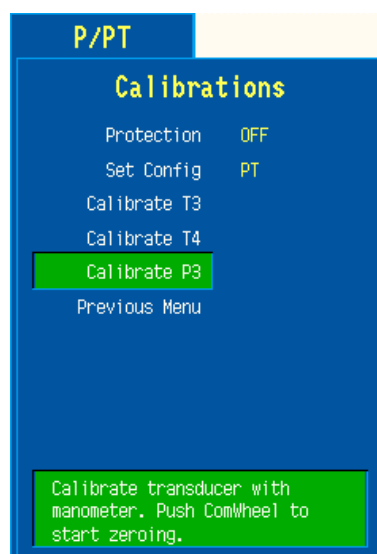 P/PT
Calibrations
Protection OFF
Set Config PT
Calibrate T3
Calibrate T4
Calibrate P3
Previous Menu
Calibrate transducer with
manometer. Push ComWheel to
start zeroing.